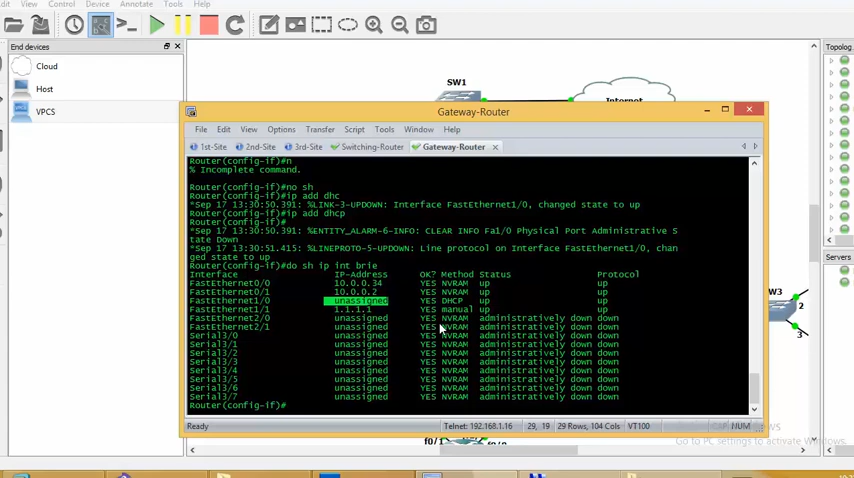 dit View Control Device Annotate Tools Help
End devices
Cloud
Host
VPCS
SW1
Internet
Topolog
Gateway-Router
File Edit View Options Transfer Script Tools Window Help
1st-Site 2nd-Site 3rd-Site Switching-Router Gateway-Router
Router(config-if)#n
% Incomplete command.
Router(config-if)#no sh
Router(config-if)#ip add dhc
*Sep 17 13:30:50.391: %LINK-3-UPDOWN: Interface FastEthernet1/0, changed state to up
Router(config-if)#ip add dhcp
Router(config-if)#
*Sep 17 13:30:50.391: %ENTITY_ALARM-6-INFO: CLEAR INFO Fa1/0 Physical Port Administrative S
tate Down
*Sep 17 13:30:51.415: %LINEPROTO-5-UPDOWN: Line protocol on Interface FastEthernet1/0, chan
ged state to up
Router(config-if)#do sh ip int brie
Interface IP-Address OK? Method Status Protocol
FastEthernet0/0 10.0.0.34 YES NVRAM up up
FastEthernet0/1 10.0.0.2 YES NVRAM up up
FastEthernet1/0 unassigned YES DHCP up up
FastEthernet1/1 1.1.1.1 YES manual up up
FastEthernet2/0 unassigned YES NVRAM administratively down down
FastEthernet2/1 unassigned YES NVRAM administratively down down
Serial3/0 unassigned YES NVRAM administratively down down
Serial3/1 unassigned YES NVRAM administratively down down
Serial3/2 unassigned YES NVRAM administratively down down
Serial3/3 unassigned YES NVRAM administratively down down
Serial3/4 unassigned YES NVRAM administratively down down
Serial3/5 unassigned YES NVRAM administratively down down
Serial3/6 unassigned YES NVRAM administratively down down
Serial3/7 unassigned YES NVRAM administratively down down
Router(config-if)#
Servers
W3
2
3
Ready Telnet: 192.168.1.16 29, 19 29 Rows, 104 Cols VT100 CAP NUM
f0/1 f0/0
Go to PC settings to activate Windows.